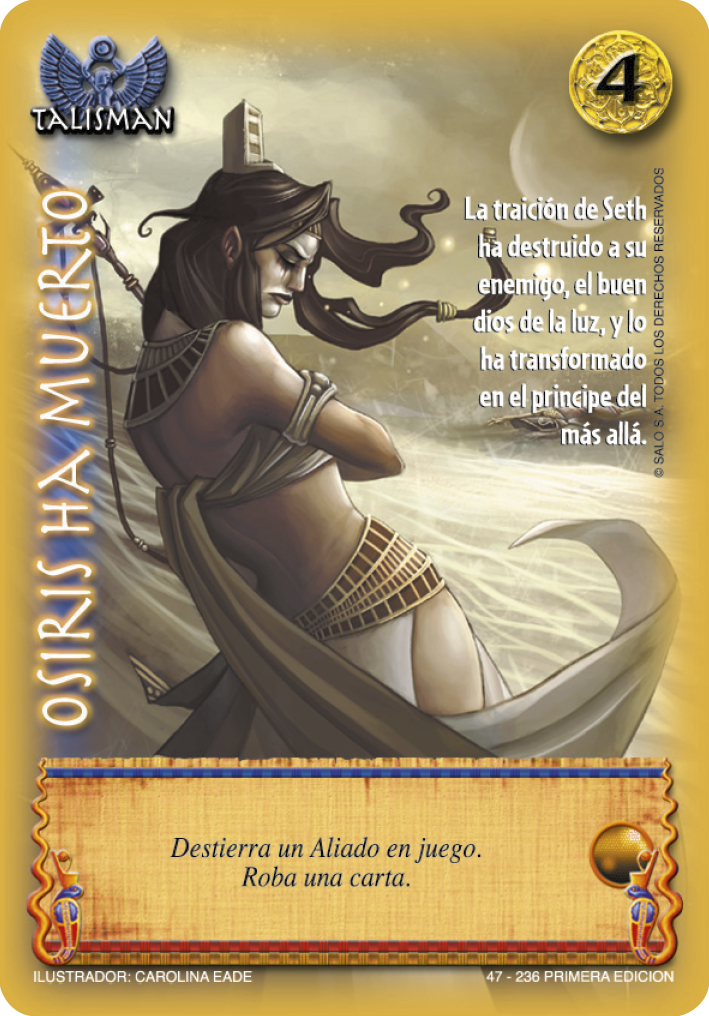 TALISMAN
4
OSIRIS HA MUERTO
La traición de Seth
ha destruido a su
enemigo, el buen
dios de la luz, y lo
ha transformado
en el principe del
más allá.
© SALO S.A. TODOS LOS DERECHOS RESERVADOS
Destierra un Aliado en juego.
Roba una carta.
ILUSTRADOR: CAROLINA EADE
47 - 236 PRIMERA EDICION